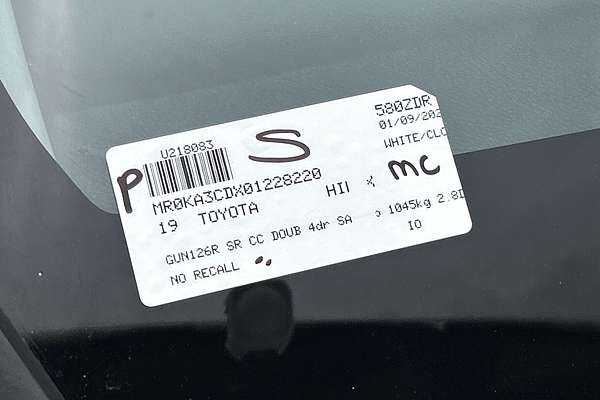 U218083
S
580ZDR
01/09/202
WHITE/CLO
P
MR0KA3CDX01228220
mc
19 TOYOTA
GUN126R SR CC DOUB 4dr SA
1045kg 2.8D
NO RECALL
IO